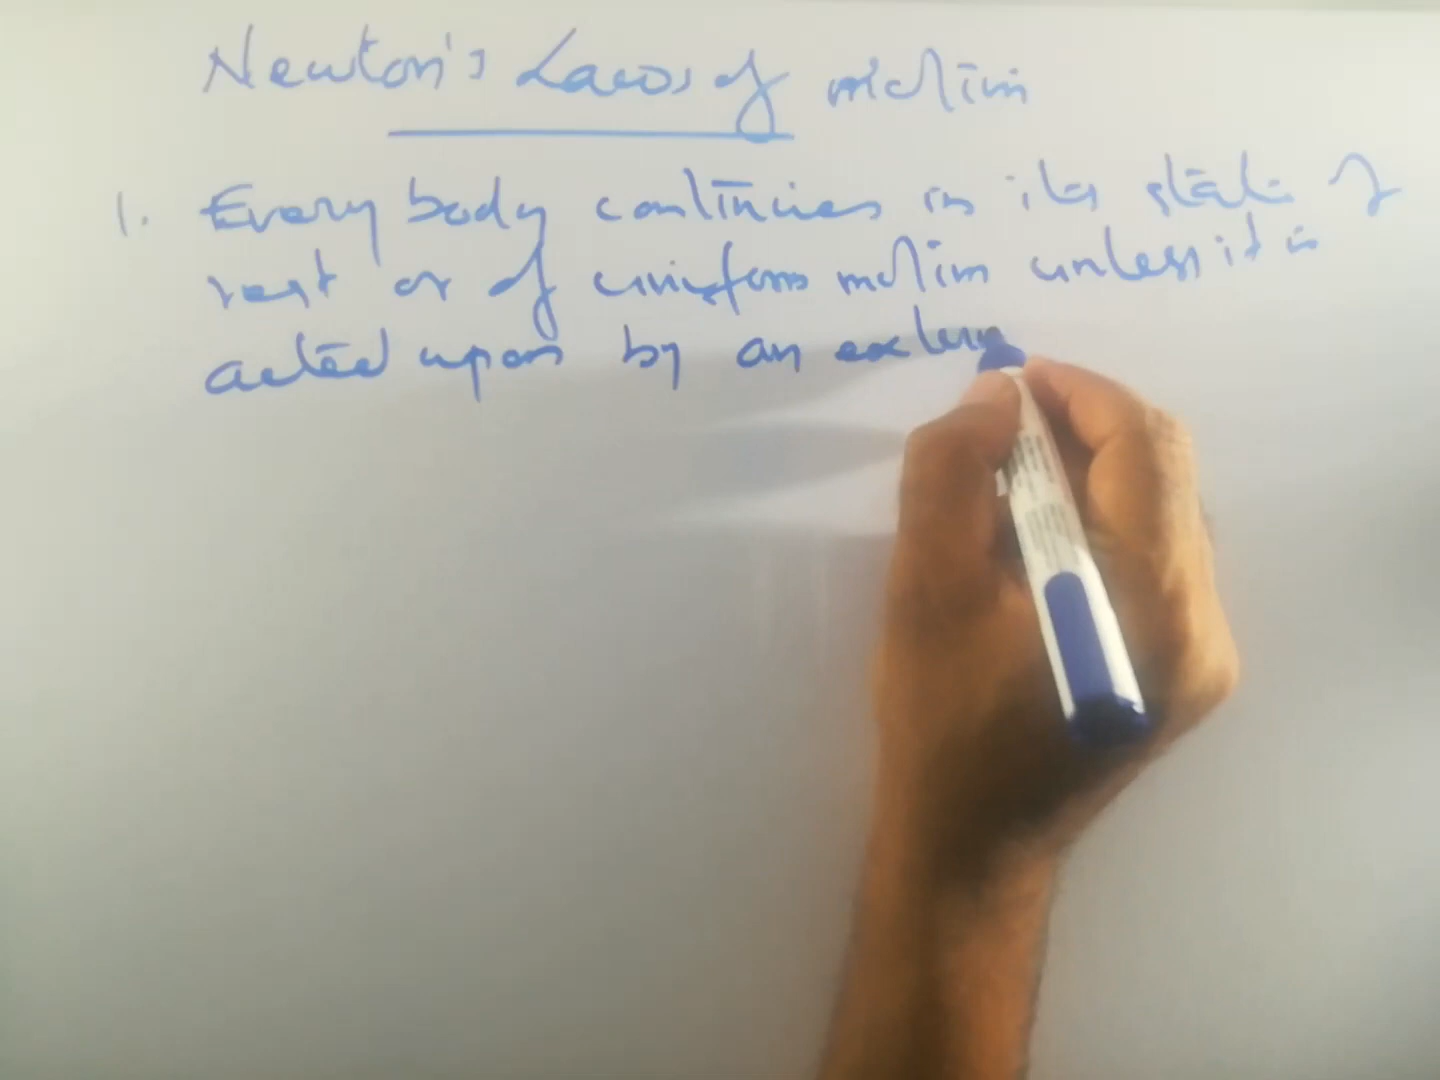 Newton's Laws of motion
1. Every body continues in its state of
rest or of uniform motion unless it is
acted upon by an extern